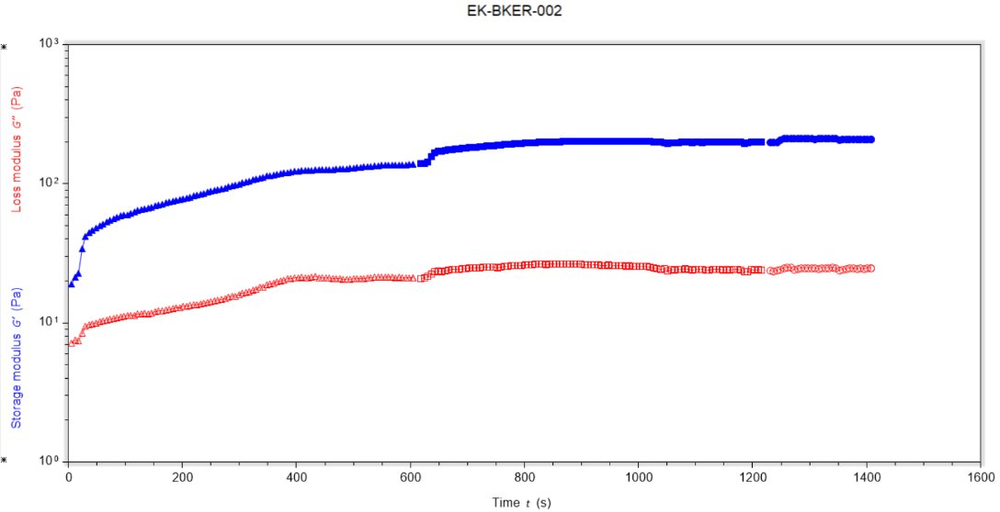 EK-BKER-002
*
10³
Loss modulus G″ (Pa)
10²
Storage modulus G′ (Pa)
10¹
*
10⁰
0 200 400 600 800 1000 1200 1400 1600
Time t (s)